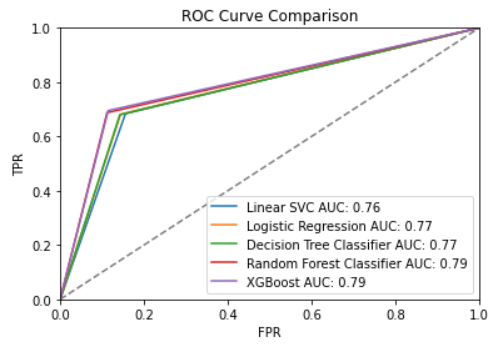 ROC Curve Comparison
1.0
0.8
0.6
0.4
0.2
0.0
TPR
Linear SVC AUC: 0.76
Logistic Regression AUC: 0.77
Decision Tree Classifier AUC: 0.77
Random Forest Classifier AUC: 0.79
XGBoost AUC: 0.79
0.0 0.2 0.4 0.6 0.8 1.0
FPR